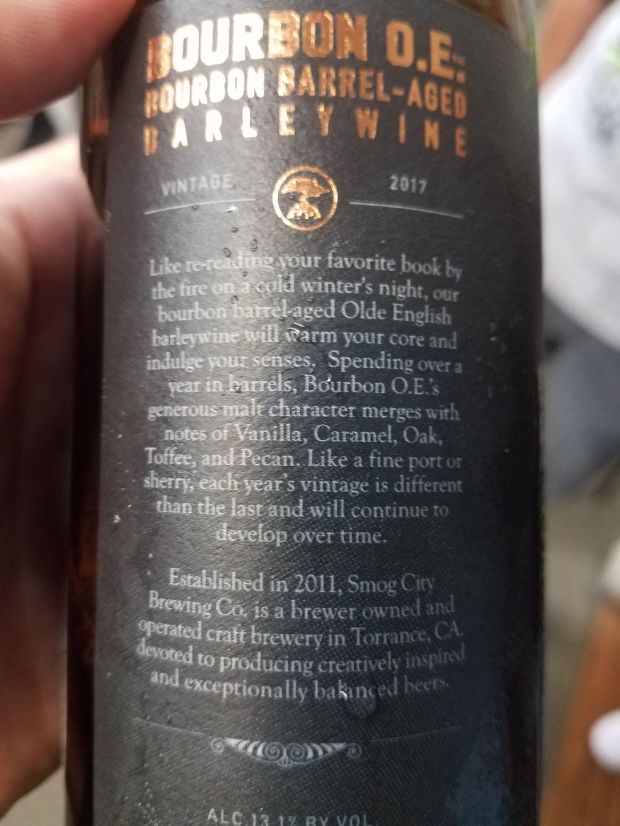 BOURBON O.E.™
BOURBON BARREL-AGED
BARLEYWINE
VINTAGE 2017
Like re-reading your favorite book by
the fire on a cold winter's night, our
bourbon barrel-aged Olde English
barleywine will warm your core and
indulge your senses. Spending over a
year in barrels, Bourbon O.E.'s
generous malt character merges with
notes of Vanilla, Caramel, Oak,
Toffee, and Pecan. Like a fine port or
sherry, each year's vintage is different
than the last and will continue to
develop over time.
Established in 2011, Smog City
Brewing Co. is a brewer owned and
operated craft brewery in Torrance, CA.
devoted to producing creatively inspired
and exceptionally balanced beers.
ALC 13.1% BY VOL